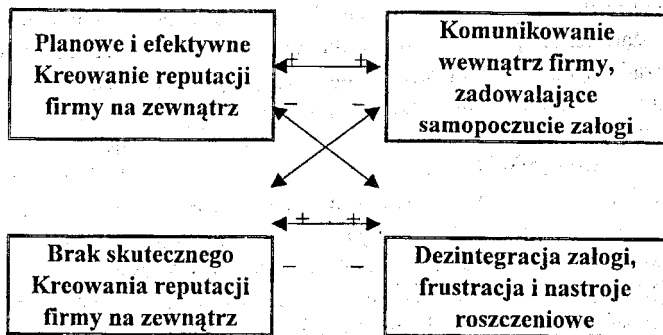 Planowe i efektywne
Kreowanie reputacji
firmy na zewnątrz
+ +
– –
Komunikowanie
wewnątrz firmy,
zadowalające
samopoczucie załogi
Brak skutecznego
Kreowania reputacji
firmy na zewnątrz
+ +
– –
Dezintegracja załogi,
frustracja i nastroje
roszczeniowe